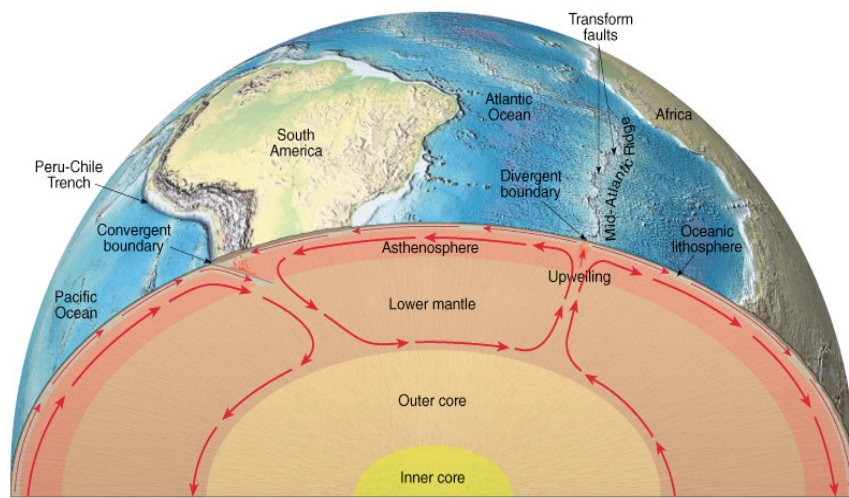 Transform
faults
Atlantic
Ocean
Africa
South
America
Mid-Atlantic Ridge
Peru-Chile
Trench
Divergent
boundary
Convergent
boundary
Oceanic
lithosphere
Asthenosphere
Upwelling
Pacific
Ocean
Lower mantle
Outer core
Inner core